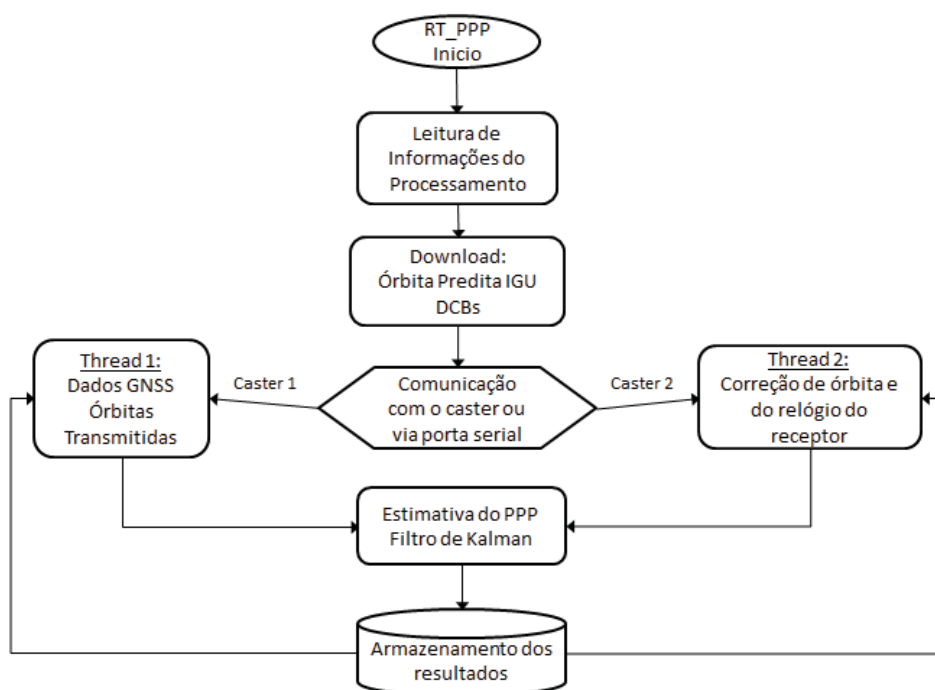 RT_PPP
Inicio
Leitura de
Informações do
Processamento
Download:
Órbita Predita IGU
DCBs
Thread 1:
Dados GNSS
Órbitas
Transmitidas
Caster 1
Comunicação
com o caster ou
via porta serial
Caster 2
Thread 2:
Correção de órbita e
do relógio do
receptor
Estimativa do PPP
Filtro de Kalman
Armazenamento dos
resultados